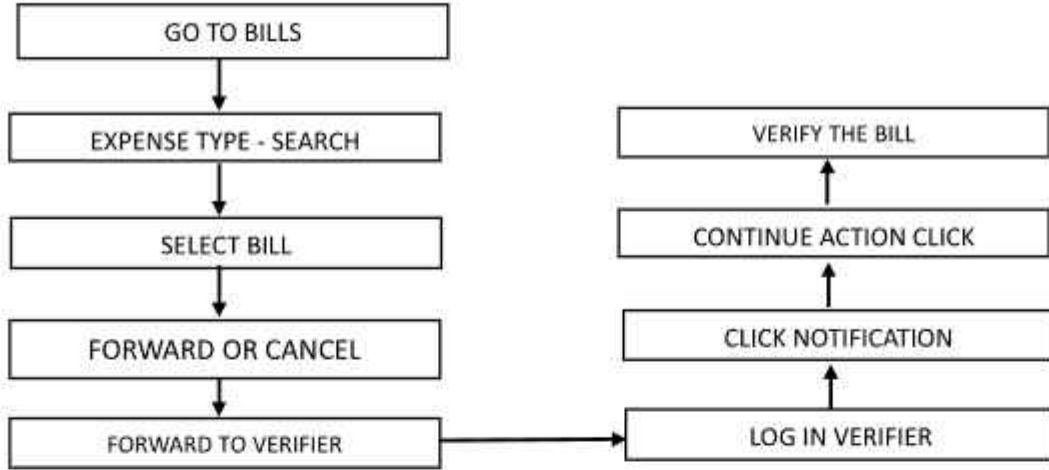 GO TO BILLS
EXPENSE TYPE - SEARCH
SELECT BILL
FORWARD OR CANCEL
FORWARD TO VERIFIER
LOG IN VERIFIER
CLICK NOTIFICATION
CONTINUE ACTION CLICK
VERIFY THE BILL